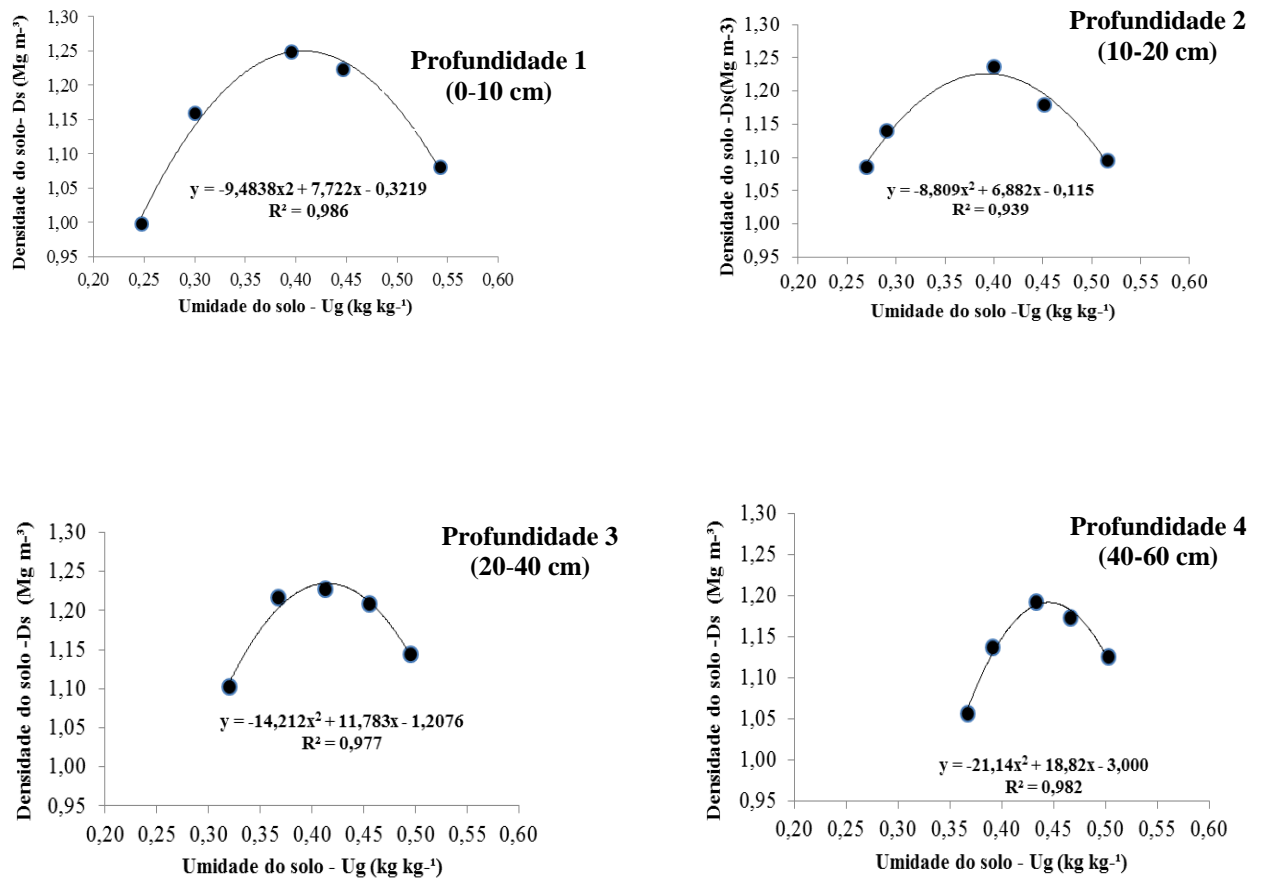 Profundidade 1
(0-10 cm)
Densidade do solo- Ds (Mg m-³)
1,30
1,25
1,20
1,15
1,10
1,05
1,00
0,95
y = -9,4838x2 + 7,722x - 0,3219
R² = 0,986
0,20 0,25 0,30 0,35 0,40 0,45 0,50 0,55 0,60
Umidade do solo - Ug (kg kg-¹)
Profundidade 2
(10-20 cm)
Densidade do solo -Ds(Mg m-3)
1,30
1,25
1,20
1,15
1,10
1,05
1,00
0,95
y = -8,809x² + 6,882x - 0,115
R² = 0,939
0,20 0,25 0,30 0,35 0,40 0,45 0,50 0,55 0,60
Umidade do solo -Ug (kg kg-¹)
Profundidade 3
(20-40 cm)
Densidade do solo -Ds (Mg m-³)
1,30
1,25
1,20
1,15
1,10
1,05
1,00
0,95
y = -14,212x² + 11,783x - 1,2076
R² = 0,977
0,20 0,25 0,30 0,35 0,40 0,45 0,50 0,55 0,60
Umidade do solo - Ug (kg kg-¹)
Profundidade 4
(40-60 cm)
Densidade do solo -Ds (Mg m-³)
1,30
1,25
1,20
1,15
1,10
1,05
1,00
0,95
y = -21,14x² + 18,82x - 3,000
R² = 0,982
0,20 0,25 0,30 0,35 0,40 0,45 0,50 0,55 0,60
Umidade do solo - Ug (kg kg-¹)